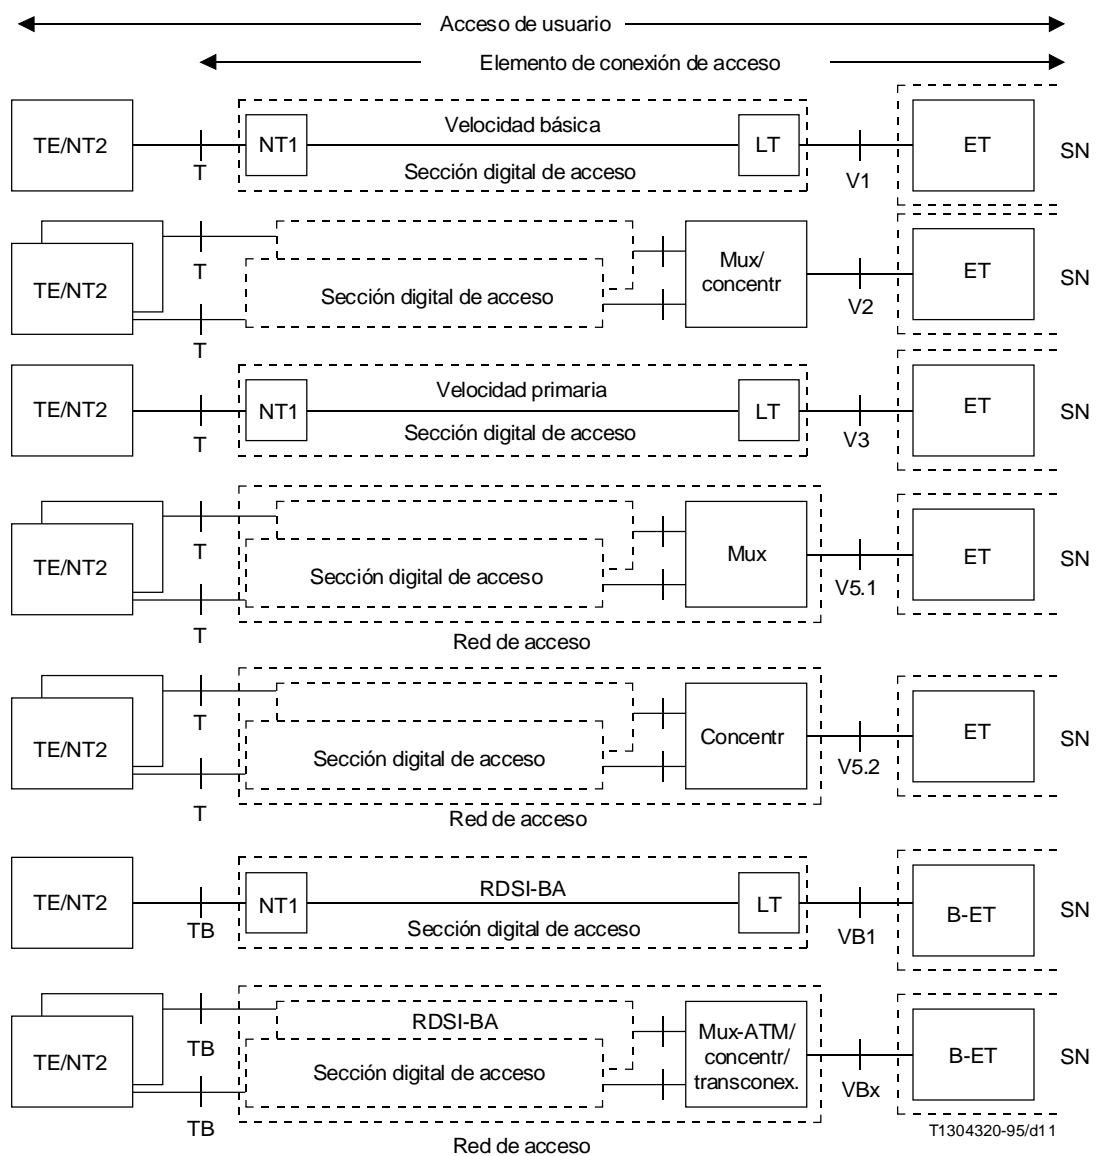 Acceso de usuario
Elemento de conexión de acceso
TE/NT2
T
NT1
Velocidad básica
Sección digital de acceso
LT
V1
ET
SN
TE/NT2
T
T
Sección digital de acceso
Mux/
concentr
V2
ET
SN
TE/NT2
T
NT1
Velocidad primaria
Sección digital de acceso
LT
V3
ET
SN
TE/NT2
T
T
Sección digital de acceso
Mux
Red de acceso
V5.1
ET
SN
TE/NT2
T
T
Sección digital de acceso
Concentr
Red de acceso
V5.2
ET
SN
TE/NT2
TB
NT1
RDSI-BA
Sección digital de acceso
LT
VB1
B-ET
SN
TE/NT2
TB
TB
RDSI-BA
Sección digital de acceso
Mux-ATM/
concentr/
transconex.
Red de acceso
VBx
B-ET
SN
T1304320-95/d11